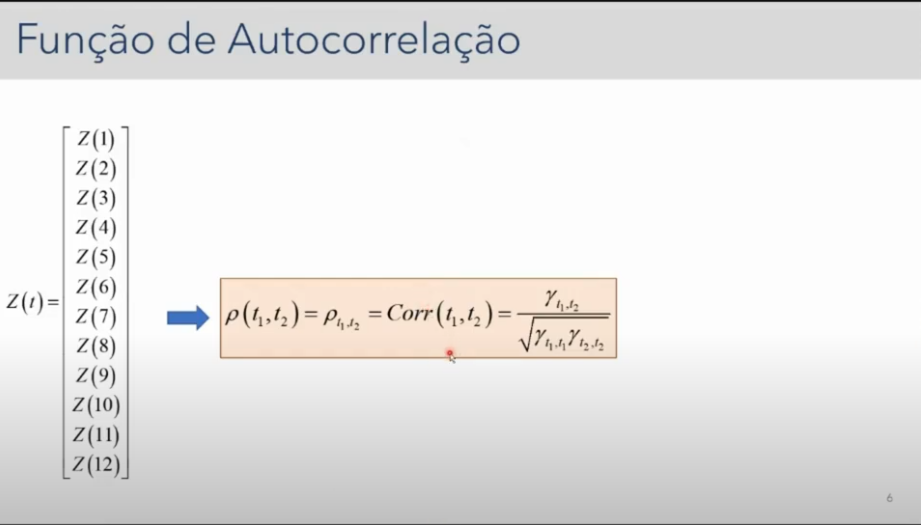 Função de Autocorrelação
Z(t) =
Z(1)
Z(2)
Z(3)
Z(4)
Z(5)
Z(6)
Z(7)
Z(8)
Z(9)
Z(10)
Z(11)
Z(12)
ρ(t₁,t₂) = ρ_{t₁,t₂} = Corr(t₁,t₂) = γ_{t₁,t₂} / √(γ_{t₁,t₁} γ_{t₂,t₂})
6